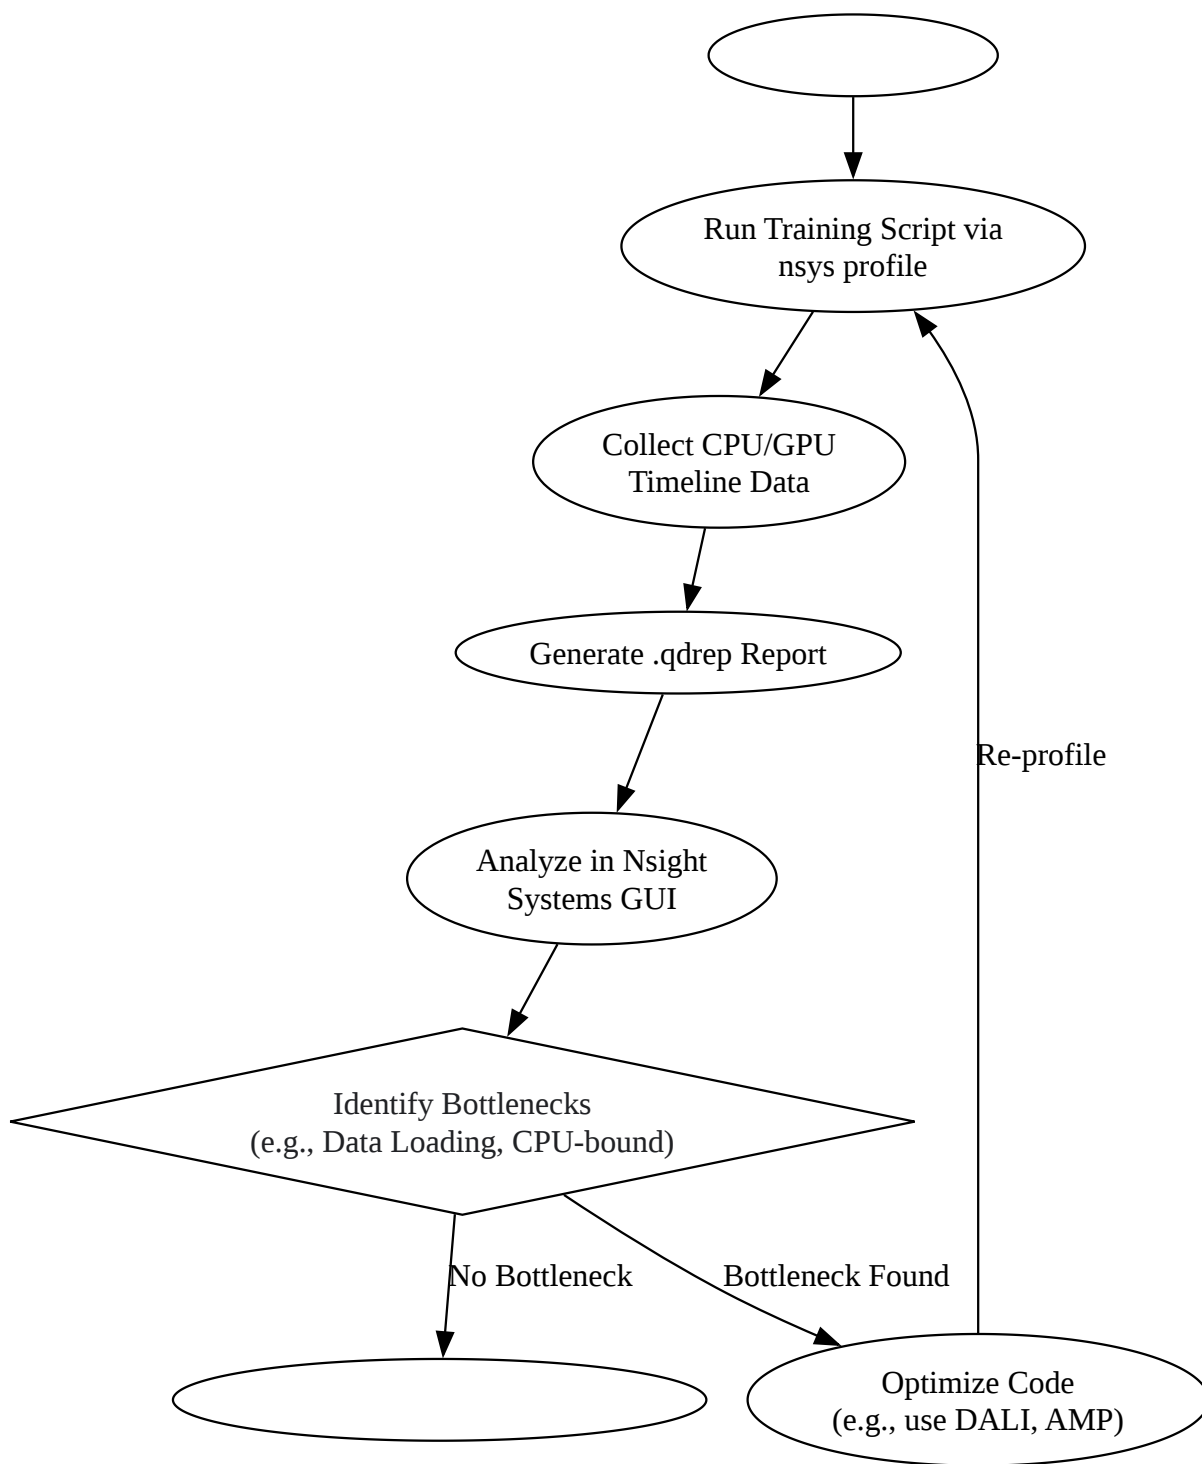 Run Training Script via
nsys profile
Collect CPU/GPU
Timeline Data
Generate .qdrep Report
Re-profile
Analyze in Nsight
Systems GUI
Identify Bottlenecks
(e.g., Data Loading, CPU-bound)
No Bottleneck
Bottleneck Found
Optimize Code
(e.g., use DALI, AMP)